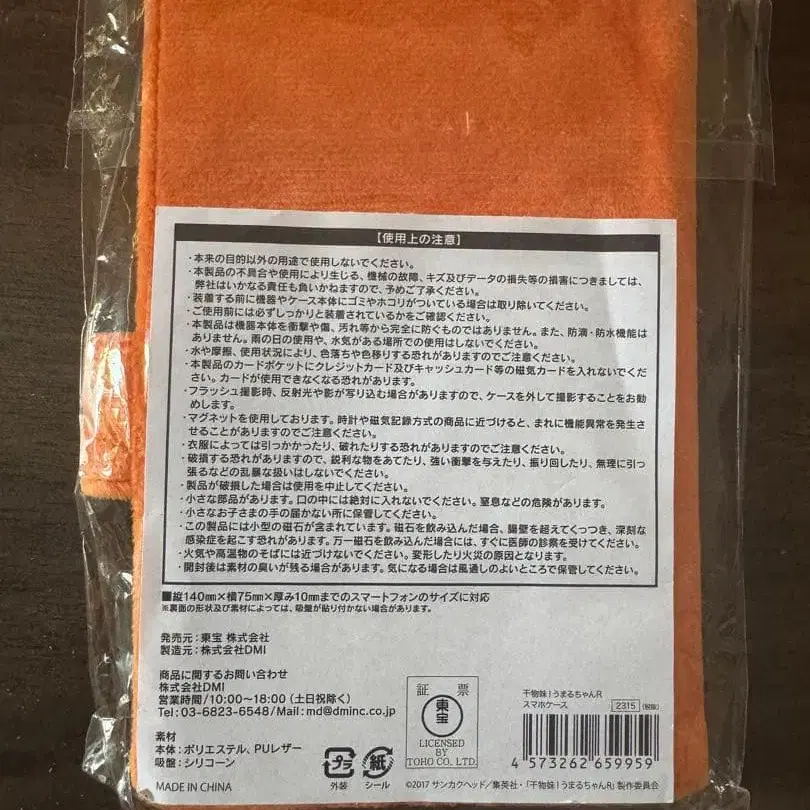 【使用上の注意】
・本来の目的以外の用途で使用しないでください。
・本製品の不具合や使用により生じる、機械の故障、キズ及びデータの損失等の損害につきましては、
弊社はいかなる責任も負いかねますので、予めご了承ください。
・装着する前に機器やケース本体にゴミやホコリがついている場合は取り除いてください。
・ご使用前には必ずしっかりと装着されているかをご確認ください。
・本製品は機器本体を衝撃や傷、汚れ等から完全に防ぐものではありません。また、防滴・防水機能は
ありません。雨の日の使用や、水気がある場所での使用はしないでください。
・水や摩擦、使用状況により、色落ちや色移りする恐れがありますのでご注意ください。
・本製品のカードポケットにクレジットカード及びキャッシュカード等の磁気カードを入れないでくださ
い。カードが使用できなくなる恐れがあります。
・フラッシュ撮影時、反射光や影が写り込む場合がありますので、ケースを外して撮影することをお勧
めします。
・マグネットを使用しております。時計や磁気記録方式の商品に近づけると、まれに機能異常を発生さ
せることがありますのでご注意ください。
・衣服によっては引っかかったり、破れたりする恐れがありますのでご注意ください。
・破損する恐れがありますので、鋭利な物をあてたり、強い衝撃を与えたり、振り回したり、無理に引っ
張るなどの乱暴な扱いはしないでください。
・製品が破損した場合は使用を中止してください。
・小さな部品があります。口の中には絶対に入れないでください。窒息などの危険があります。
・小さなお子さまの手の届かない所に保管してください。
・この製品には小型の磁石が含まれています。磁石を飲み込んだ場合、腸壁を超えてくっつき、深刻な
感染症を起こす恐れがあります。万一磁石を飲み込んだ場合には、すぐに医師の診察を受けてください。
・火気や高温物のそばには近づけないでください。変形したり火災の原因となります。
・開封後は素材の臭いが残る場合があります。気になる場合は風通しのよいところで保管してください。
■縦140㎜×横75㎜×厚み10㎜までのスマートフォンのサイズに対応
※裏面の形状及び素材によっては、吸盤が貼り付かない場合があります。
発売元：東宝 株式会社
製造元：株式会社DMI
商品に関するお問い合わせ
株式会社DMI
営業時間/10:00〜18:00（土日祝除く）
Tel:03-6823-6548/Mail:md@dminc.co.jp
素材
本体：ポリエステル、PUレザー
吸盤：シリコーン
MADE IN CHINA
プラ
外装
紙
シール
証 票
東宝
LICENSED
BY
TOHO CO. LTD.
干物妹！うまるちゃんR
スマホケース
2315 (税抜)
4 573262 659959
©2017 サンカクヘッド／集英社・「干物妹！うまるちゃんR」製作委員会